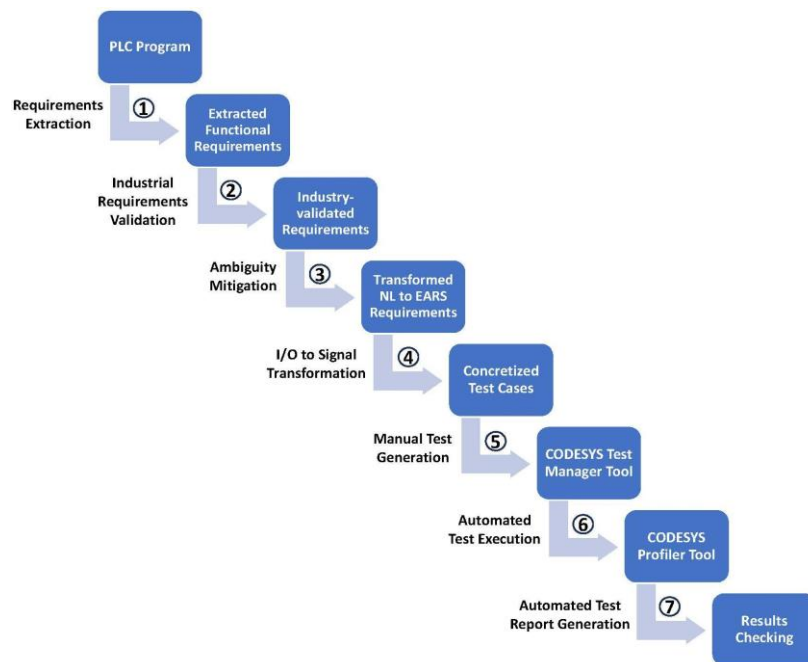 PLC Program
Requirements
Extraction
①
Extracted
Functional
Requirements
Industrial
Requirements
Validation
②
Industry-
validated
Requirements
Ambiguity
Mitigation
③
Transformed
NL to EARS
Requirements
I/O to Signal
Transformation
④
Concretized
Test Cases
Manual Test
Generation
⑤
CODESYS Test
Manager Tool
Automated
Test Execution
⑥
CODESYS
Profiler Tool
Automated Test
Report Generation
⑦
Results
Checking